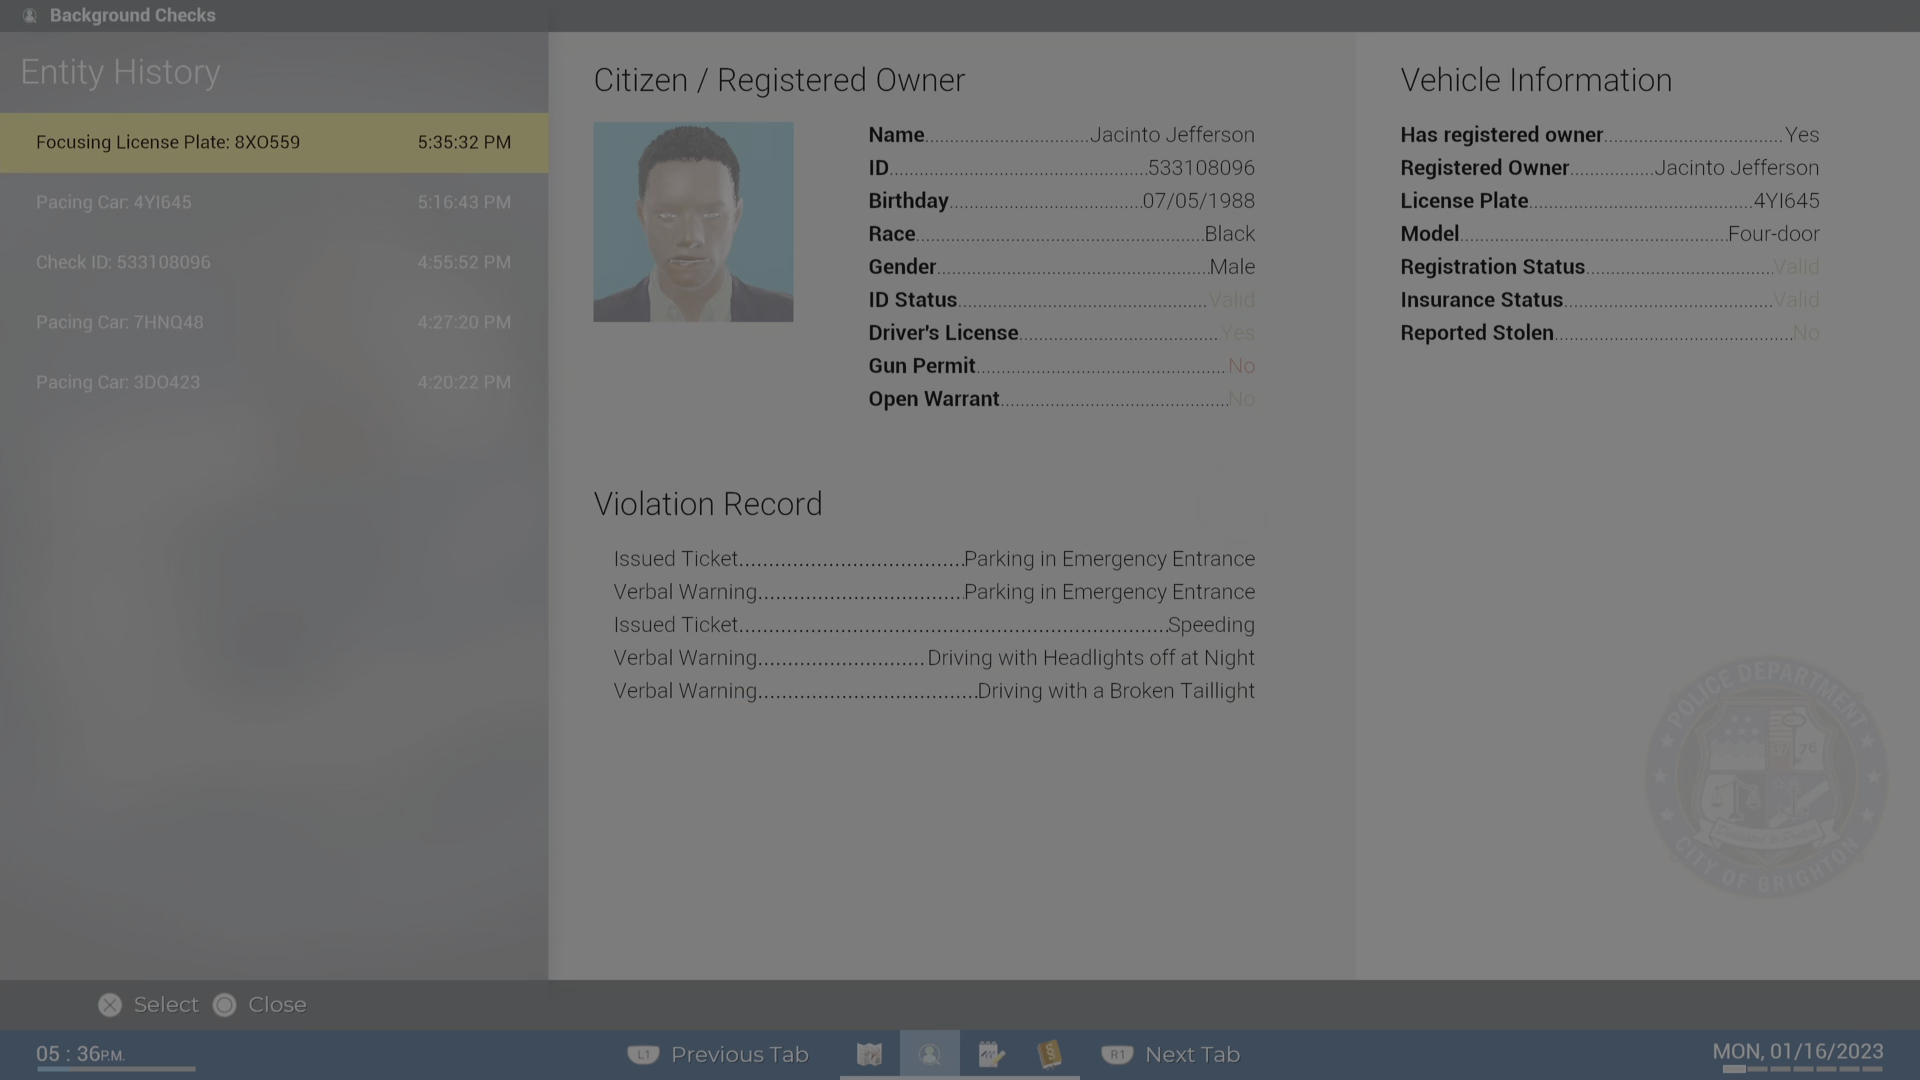 Background Checks
Entity History
Focusing License Plate: 8XO559 5:35:32 PM
Pacing Car: 4YI645 5:16:43 PM
Check ID: 533108096 4:55:52 PM
Pacing Car: 7HNQ48 4:27:20 PM
Pacing Car: 3DO423 4:20:22 PM
Citizen / Registered Owner
Name Jacinto Jefferson
ID 533108096
Birthday 07/05/1988
Race Black
Gender Male
ID Status Valid
Driver's License Yes
Gun Permit No
Open Warrant No
Violation Record
Issued Ticket Parking in Emergency Entrance
Verbal Warning Parking in Emergency Entrance
Issued Ticket Speeding
Verbal Warning Driving with Headlights off at Night
Verbal Warning Driving with a Broken Taillight
Vehicle Information
Has registered owner Yes
Registered Owner Jacinto Jefferson
License Plate 4YI645
Model Four-door
Registration Status Valid
Insurance Status Valid
Reported Stolen No
POLICE DEPARTMENT
17 76
CITY OF BRIGHTON
Select Close
05 : 36 P.M.
L1 Previous Tab
R1 Next Tab
MON, 01/16/2023